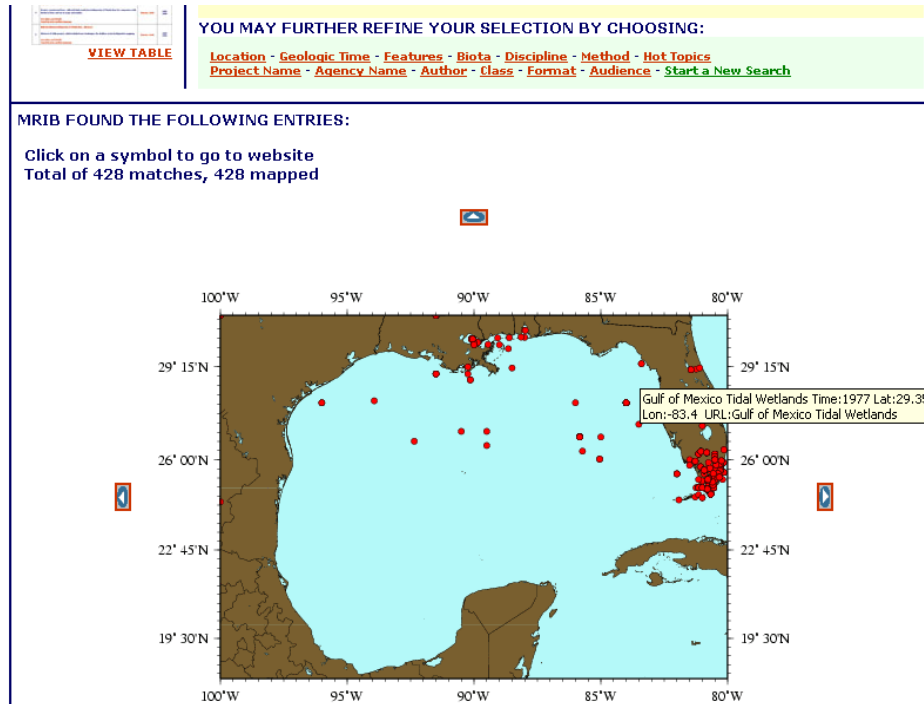 YOU MAY FURTHER REFINE YOUR SELECTION BY CHOOSING:
VIEW TABLE
Location - Geologic Time - Features - Biota - Discipline - Method - Hot Topics
Project Name - Agency Name - Author - Class - Format - Audience - Start a New Search
MRIB FOUND THE FOLLOWING ENTRIES:
Click on a symbol to go to website
Total of 428 matches, 428 mapped
100°W 95°W 90°W 85°W 80°W
29° 15'N 29° 15'N
Gulf of Mexico Tidal Wetlands Time:1977 Lat:29.35
Lon:-83.4 URL:Gulf of Mexico Tidal Wetlands
26° 00'N 26° 00'N
22° 45'N 22° 45'N
19° 30'N 19° 30'N
100°W 95°W 90°W 85°W 80°W